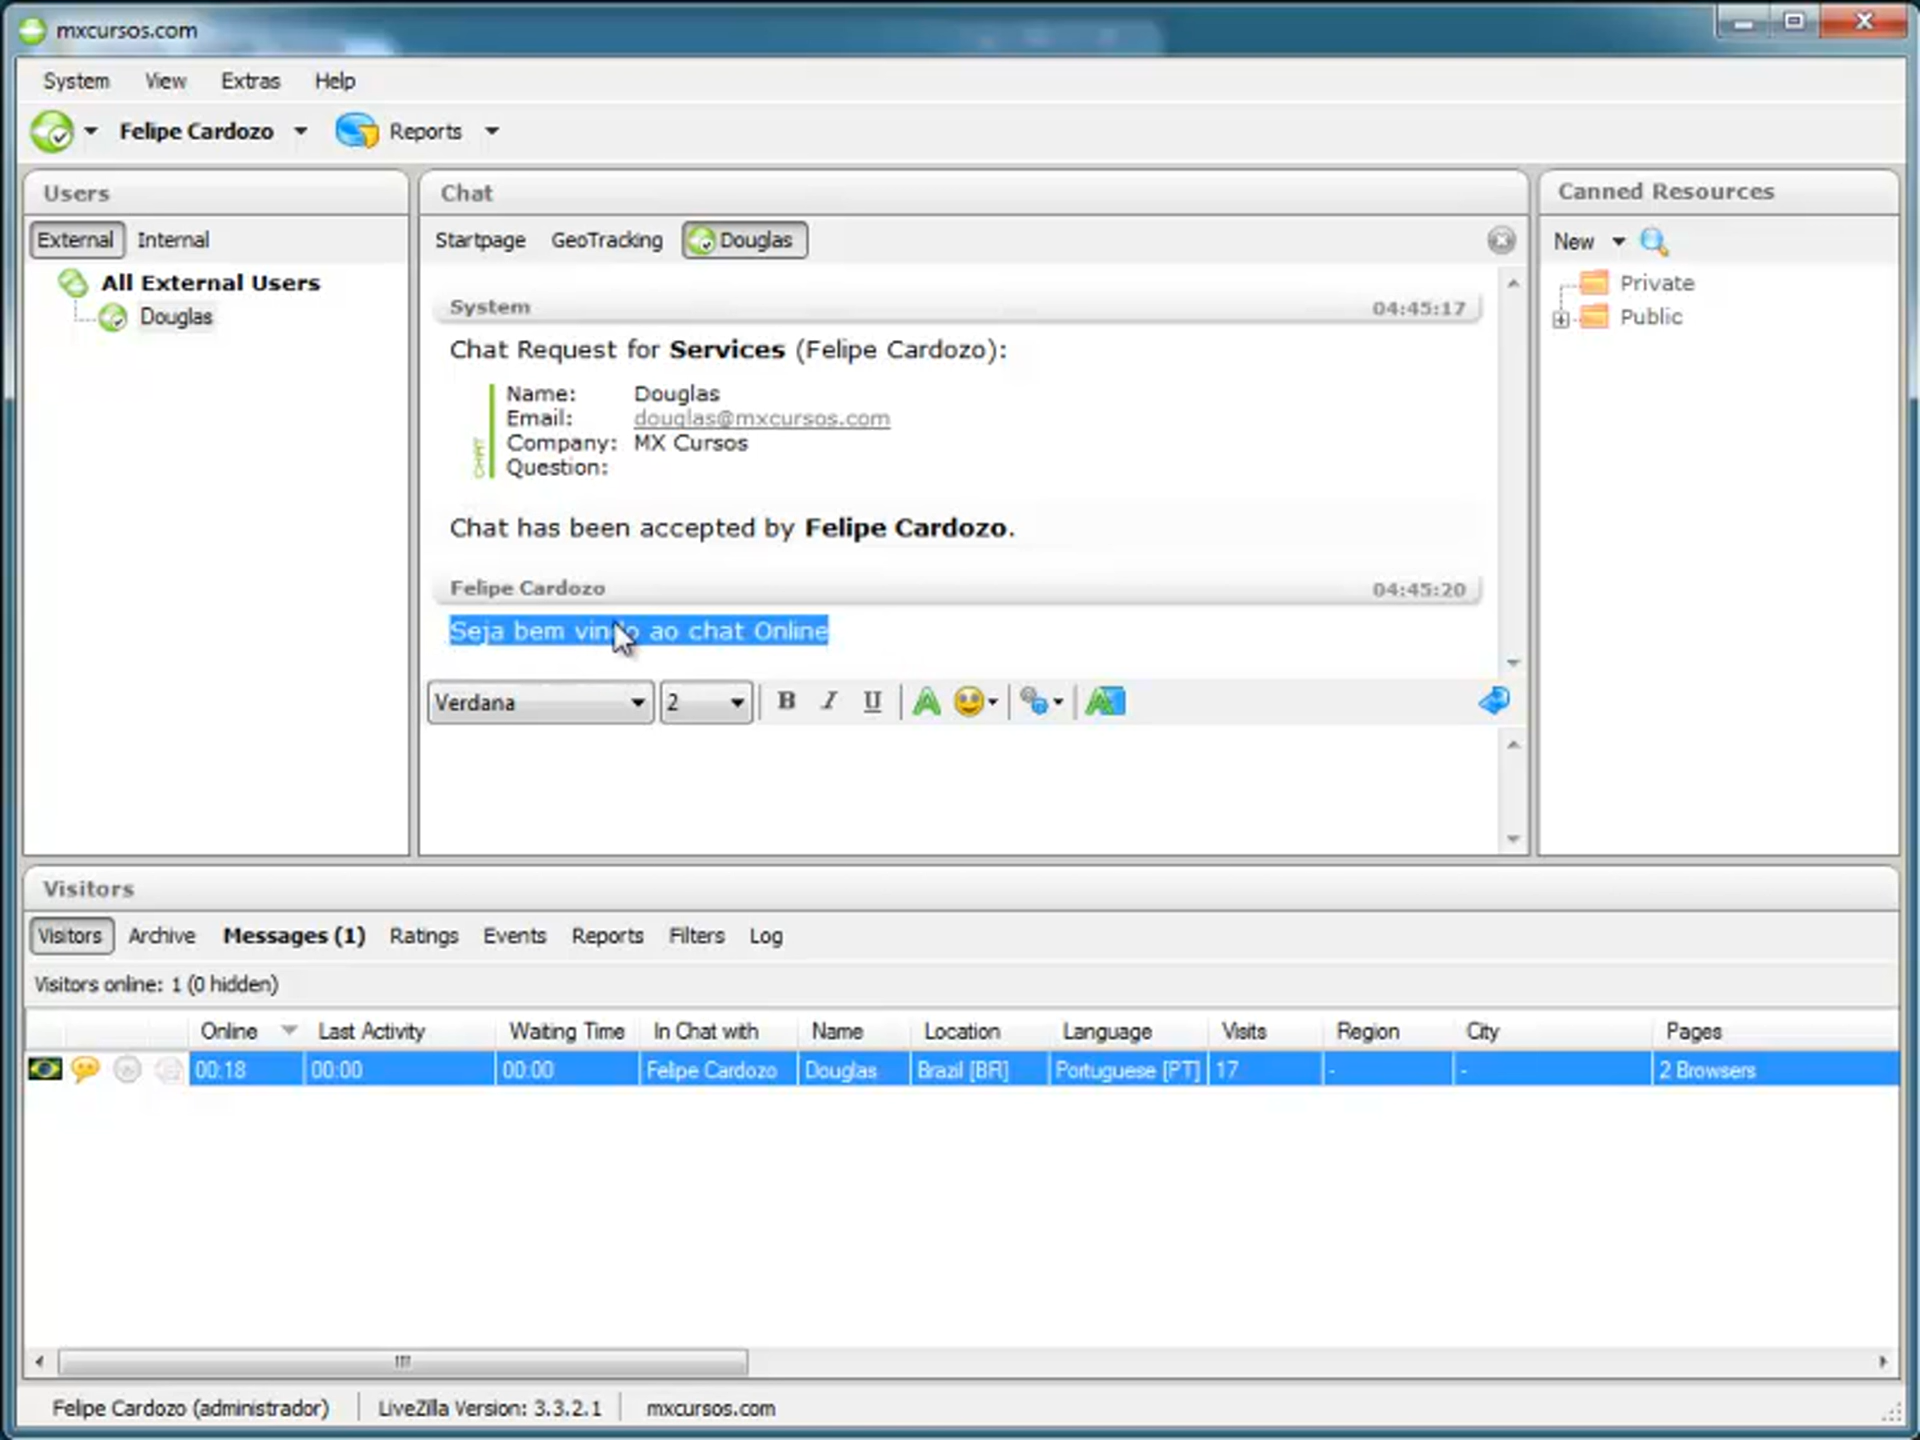 mxcursos.com
System View Extras Help
Felipe Cardozo Reports
Users
External Internal
All External Users
Douglas
Chat
Startpage GeoTracking Douglas
System 04:45:17
Chat Request for Services (Felipe Cardozo):
Name: Douglas
Email: douglas@mxcursos.com
Company: MX Cursos
Question:
CHAT
Chat has been accepted by Felipe Cardozo.
Felipe Cardozo 04:45:20
Seja bem vindo ao chat Online
Verdana 2 B I U
Canned Resources
New
Private
Public
Visitors
Visitors Archive Messages (1) Ratings Events Reports Filters Log
Visitors online: 1 (0 hidden)
Online Last Activity Waiting Time In Chat with Name Location Language Visits Region City Pages
00:18 00:00 00:00 Felipe Cardozo Douglas Brazil [BR] Portuguese [PT] 17 - - 2 Browsers
Felipe Cardozo (administrador) LiveZilla Version: 3.3.2.1 mxcursos.com